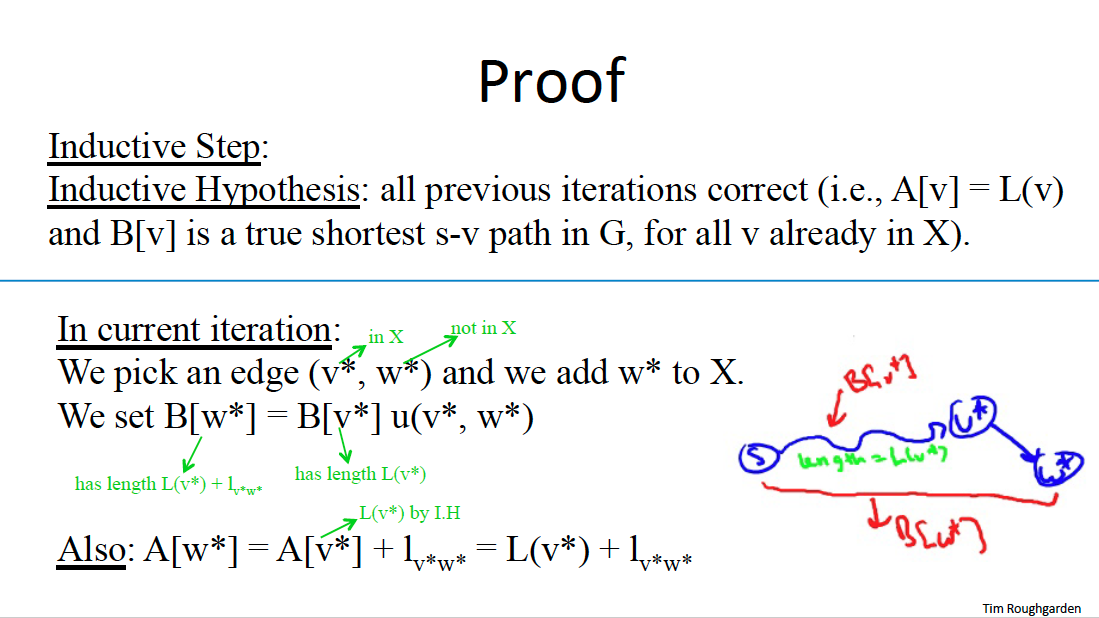 Proof
Inductive Step:
Inductive Hypothesis: all previous iterations correct (i.e., A[v] = L(v)
and B[v] is a true shortest s-v path in G, for all v already in X).
In current iteration:
in X
not in X
We pick an edge (v*, w*) and we add w* to X.
We set B[w*] = B[v*] u(v*, w*)
has length L(v*) + l_{v*w*}
has length L(v*)
L(v*) by I.H
Also: A[w*] = A[v*] + l_{v*w*} = L(v*) + l_{v*w*}
B[v*]
S
v*
length = L(v*)
w*
B[w*]
Tim Roughgarden